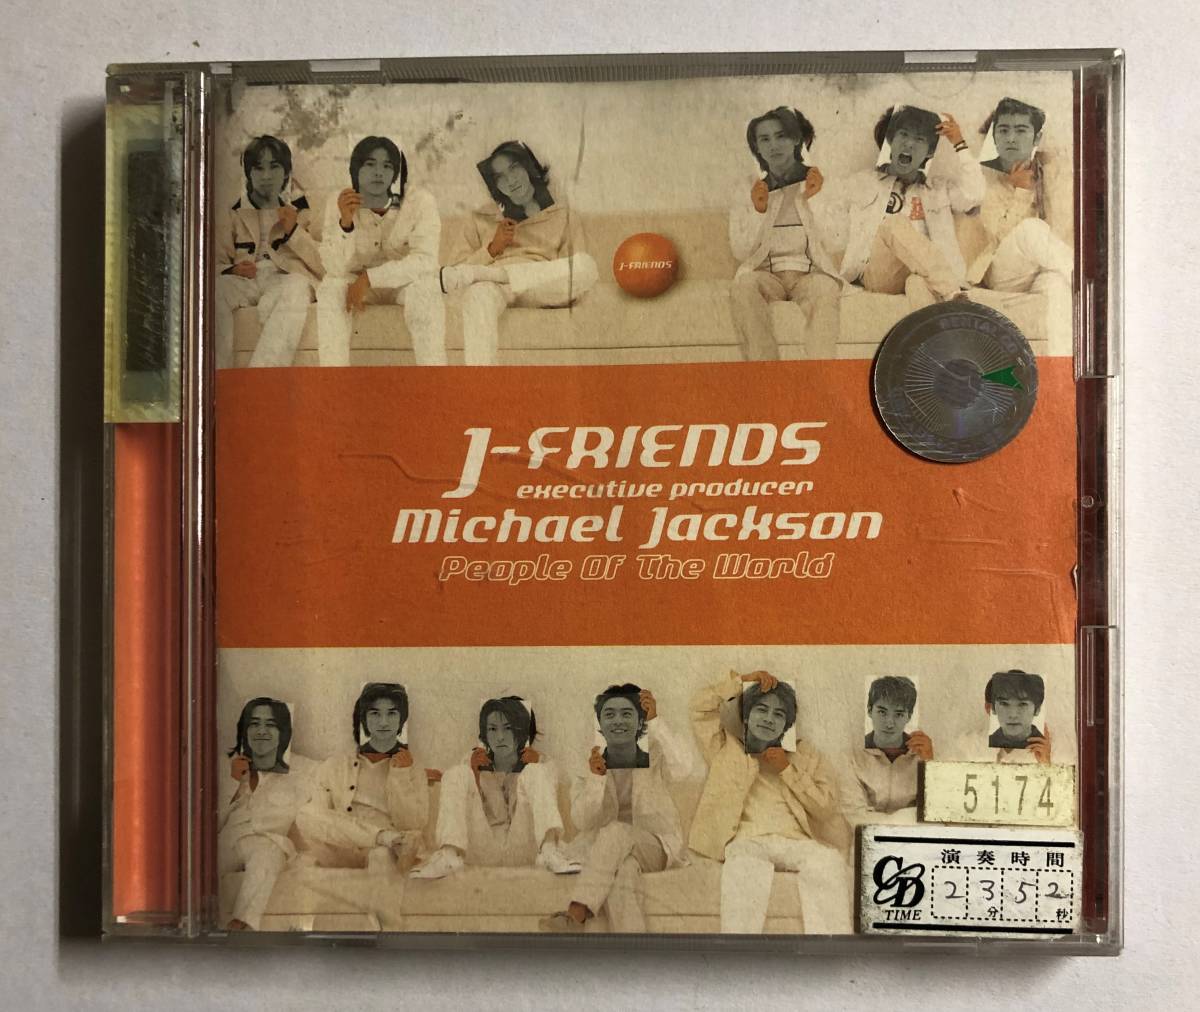 J-FRIENDS
J-FRIENDS
executive producer
Michael Jackson
People Of The World
5174
演奏時間
CD 2 3 5 2
TIME 分 秒